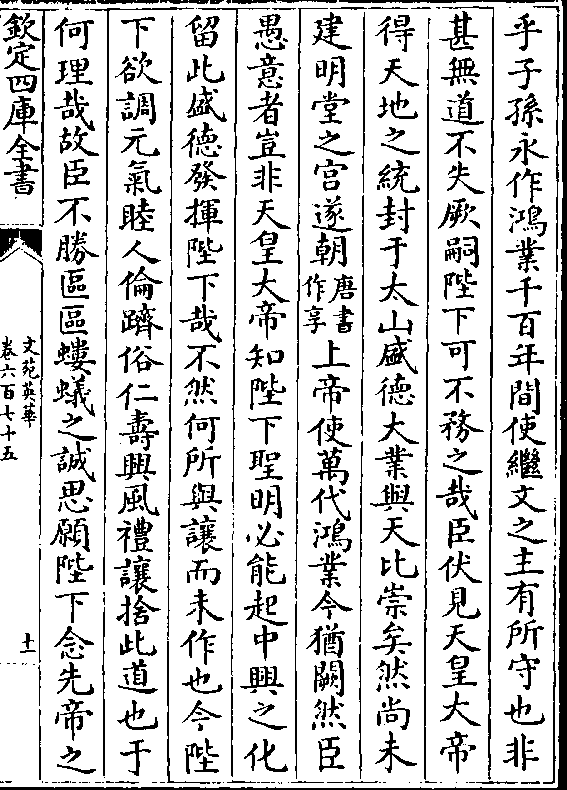 乎子孫永作鴻業千百年間使繼文之主有所守也非
甚無道不失厥嗣陛下可不務之哉臣伏見天皇大帝
得天地之統封于太山盛德大業與天比崇矣然尚未
建明堂之宫遂朝唐書作享上帝使萬代鴻業今猶闕然臣
愚意者豈非天皇大帝知陛下聖明必能起中興之化
留此盛德發揮陛下哉不然何所與讓而未作也今陛
下欲調元氣睦人倫躋俗仁壽興風禮讓捨此道也于
何理哉故臣不勝區區螻蟻之誠思願陛下念先帝之
欽定四庫全書
文苑英華
卷六百七十五
十一